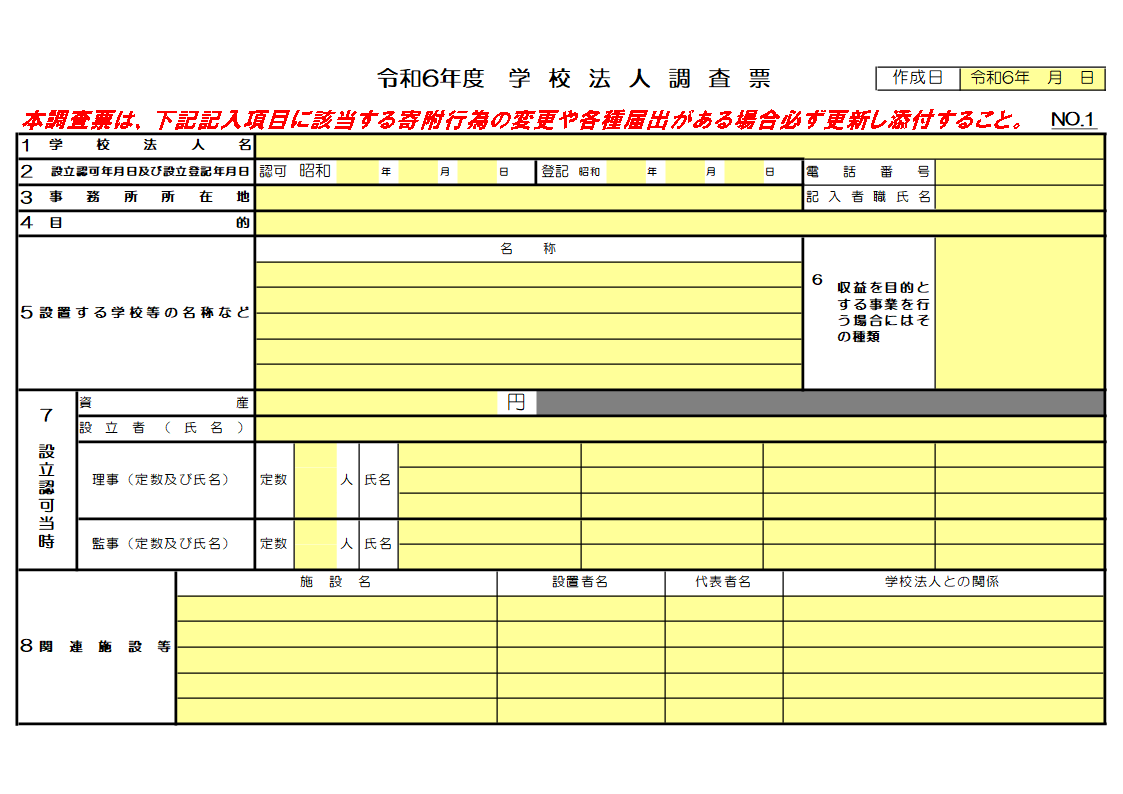 令和6年度 学校法人調査票
作成日 令和6年 月 日
本調査票は、下記記入項目に該当する寄附行為の変更や各種届出がある場合必ず更新し添付すること。 NO.1
1 学校法人名
2 設立認可年月日及び設立登記年月日 認可 昭和 年 月 日 登記 昭和 年 月 日 電話番号
3 事務所所在地 記入者職氏名
4 目的
名称
5 設置する学校等の名称など
6 収益を目的と
する事業を行
う場合にはそ
の種類
7 設立認可当時
資産 円
設立者(氏名)
理事(定数及び氏名) 定数 人 氏名
監事(定数及び氏名) 定数 人 氏名
施設名 設置者名 代表者名 学校法人との関係
8 関連施設等